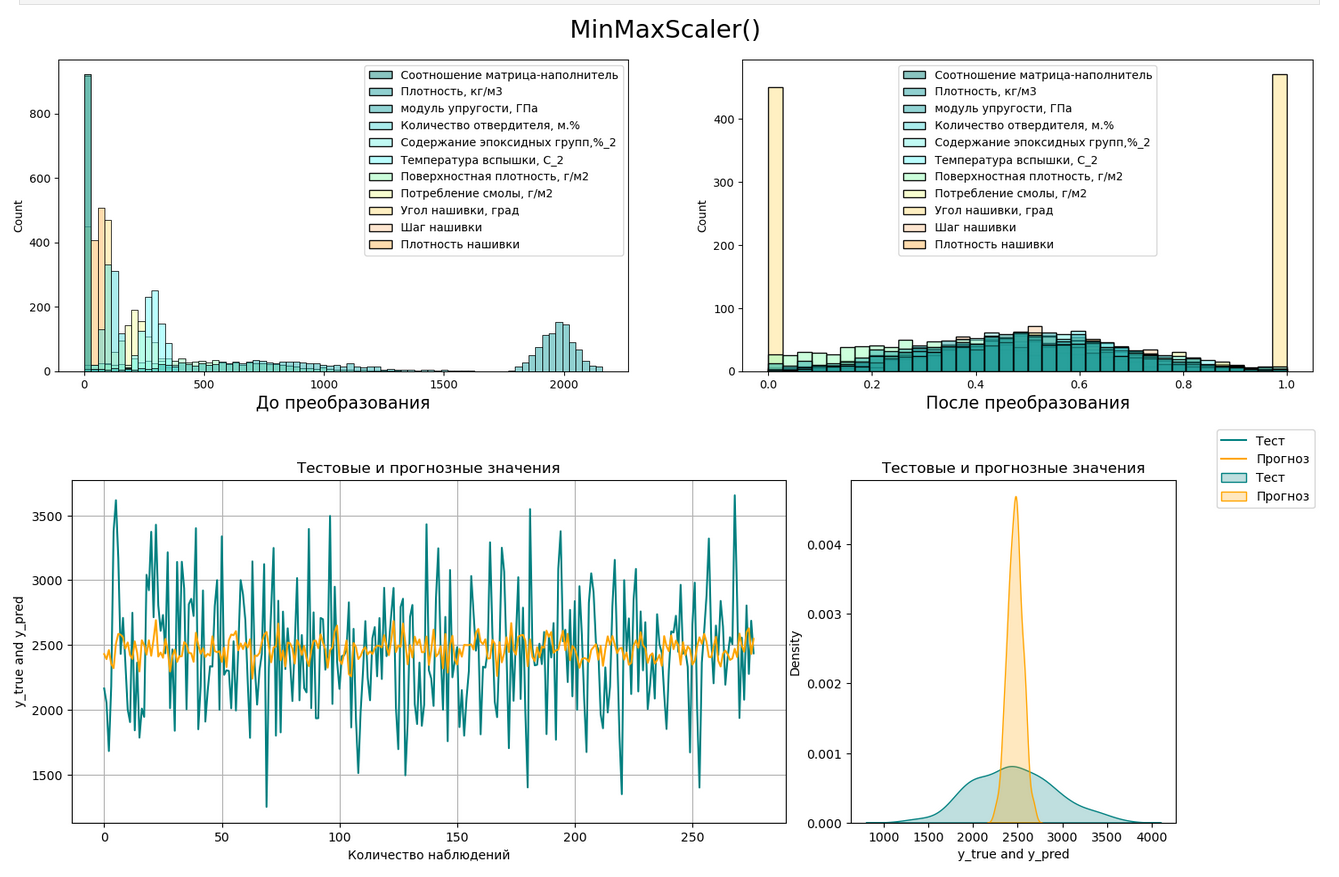 MinMaxScaler()
Соотношение матрица-наполнитель
Плотность, кг/м3
модуль упругости, ГПа
Количество отвердителя, м.%
Содержание эпоксидных групп,%_2
Температура вспышки, С_2
Поверхностная плотность, г/м2
Потребление смолы, г/м2
Угол нашивки, град
Шаг нашивки
Плотность нашивки
Count
800
600
400
200
0
0 500 1000 1500 2000
До преобразования
Соотношение матрица-наполнитель
Плотность, кг/м3
модуль упругости, ГПа
Количество отвердителя, м.%
Содержание эпоксидных групп,%_2
Температура вспышки, С_2
Поверхностная плотность, г/м2
Потребление смолы, г/м2
Угол нашивки, град
Шаг нашивки
Плотность нашивки
Count
400
300
200
100
0
0.0 0.2 0.4 0.6 0.8 1.0
После преобразования
Тест
Прогноз
Тест
Прогноз
Тестовые и прогнозные значения
y_true and y_pred
3500
3000
2500
2000
1500
0 50 100 150 200 250
Количество наблюдений
Тестовые и прогнозные значения
Density
0.004
0.003
0.002
0.001
0.000
1000 1500 2000 2500 3000 3500 4000
y_true and y_pred